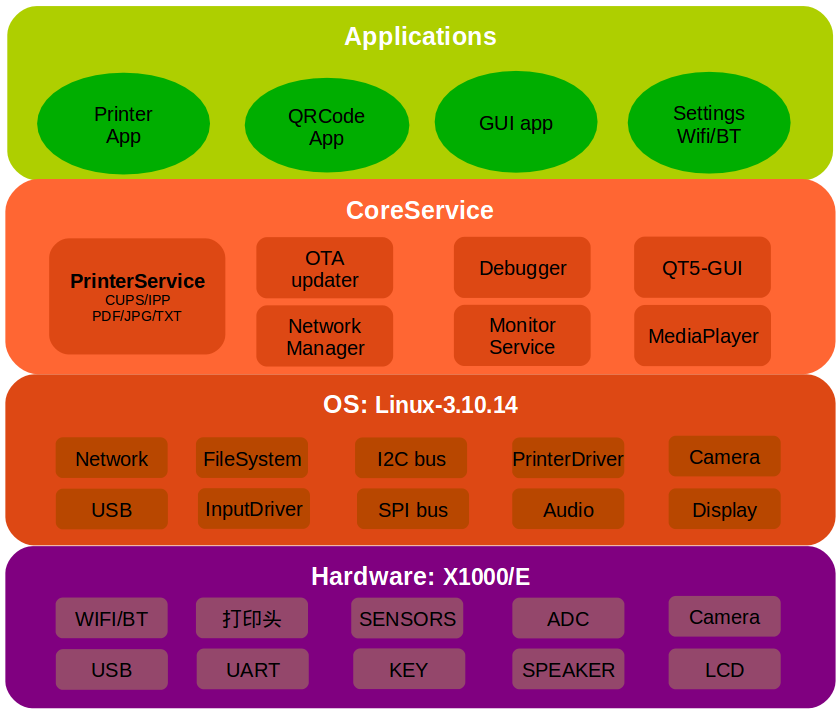 Applications
Printer
App
QRCode
App
GUI app
Settings
Wifi/BT
CoreService
PrinterService
CUPS/IPP
PDF/JPG/TXT
OTA
updater
Debugger
QT5-GUI
Network
Manager
Monitor
Service
MediaPlayer
OS: Linux-3.10.14
Network
FileSystem
I2C bus
PrinterDriver
Camera
USB
InputDriver
SPI bus
Audio
Display
Hardware: X1000/E
WIFI/BT
打印头
SENSORS
ADC
Camera
USB
UART
KEY
SPEAKER
LCD